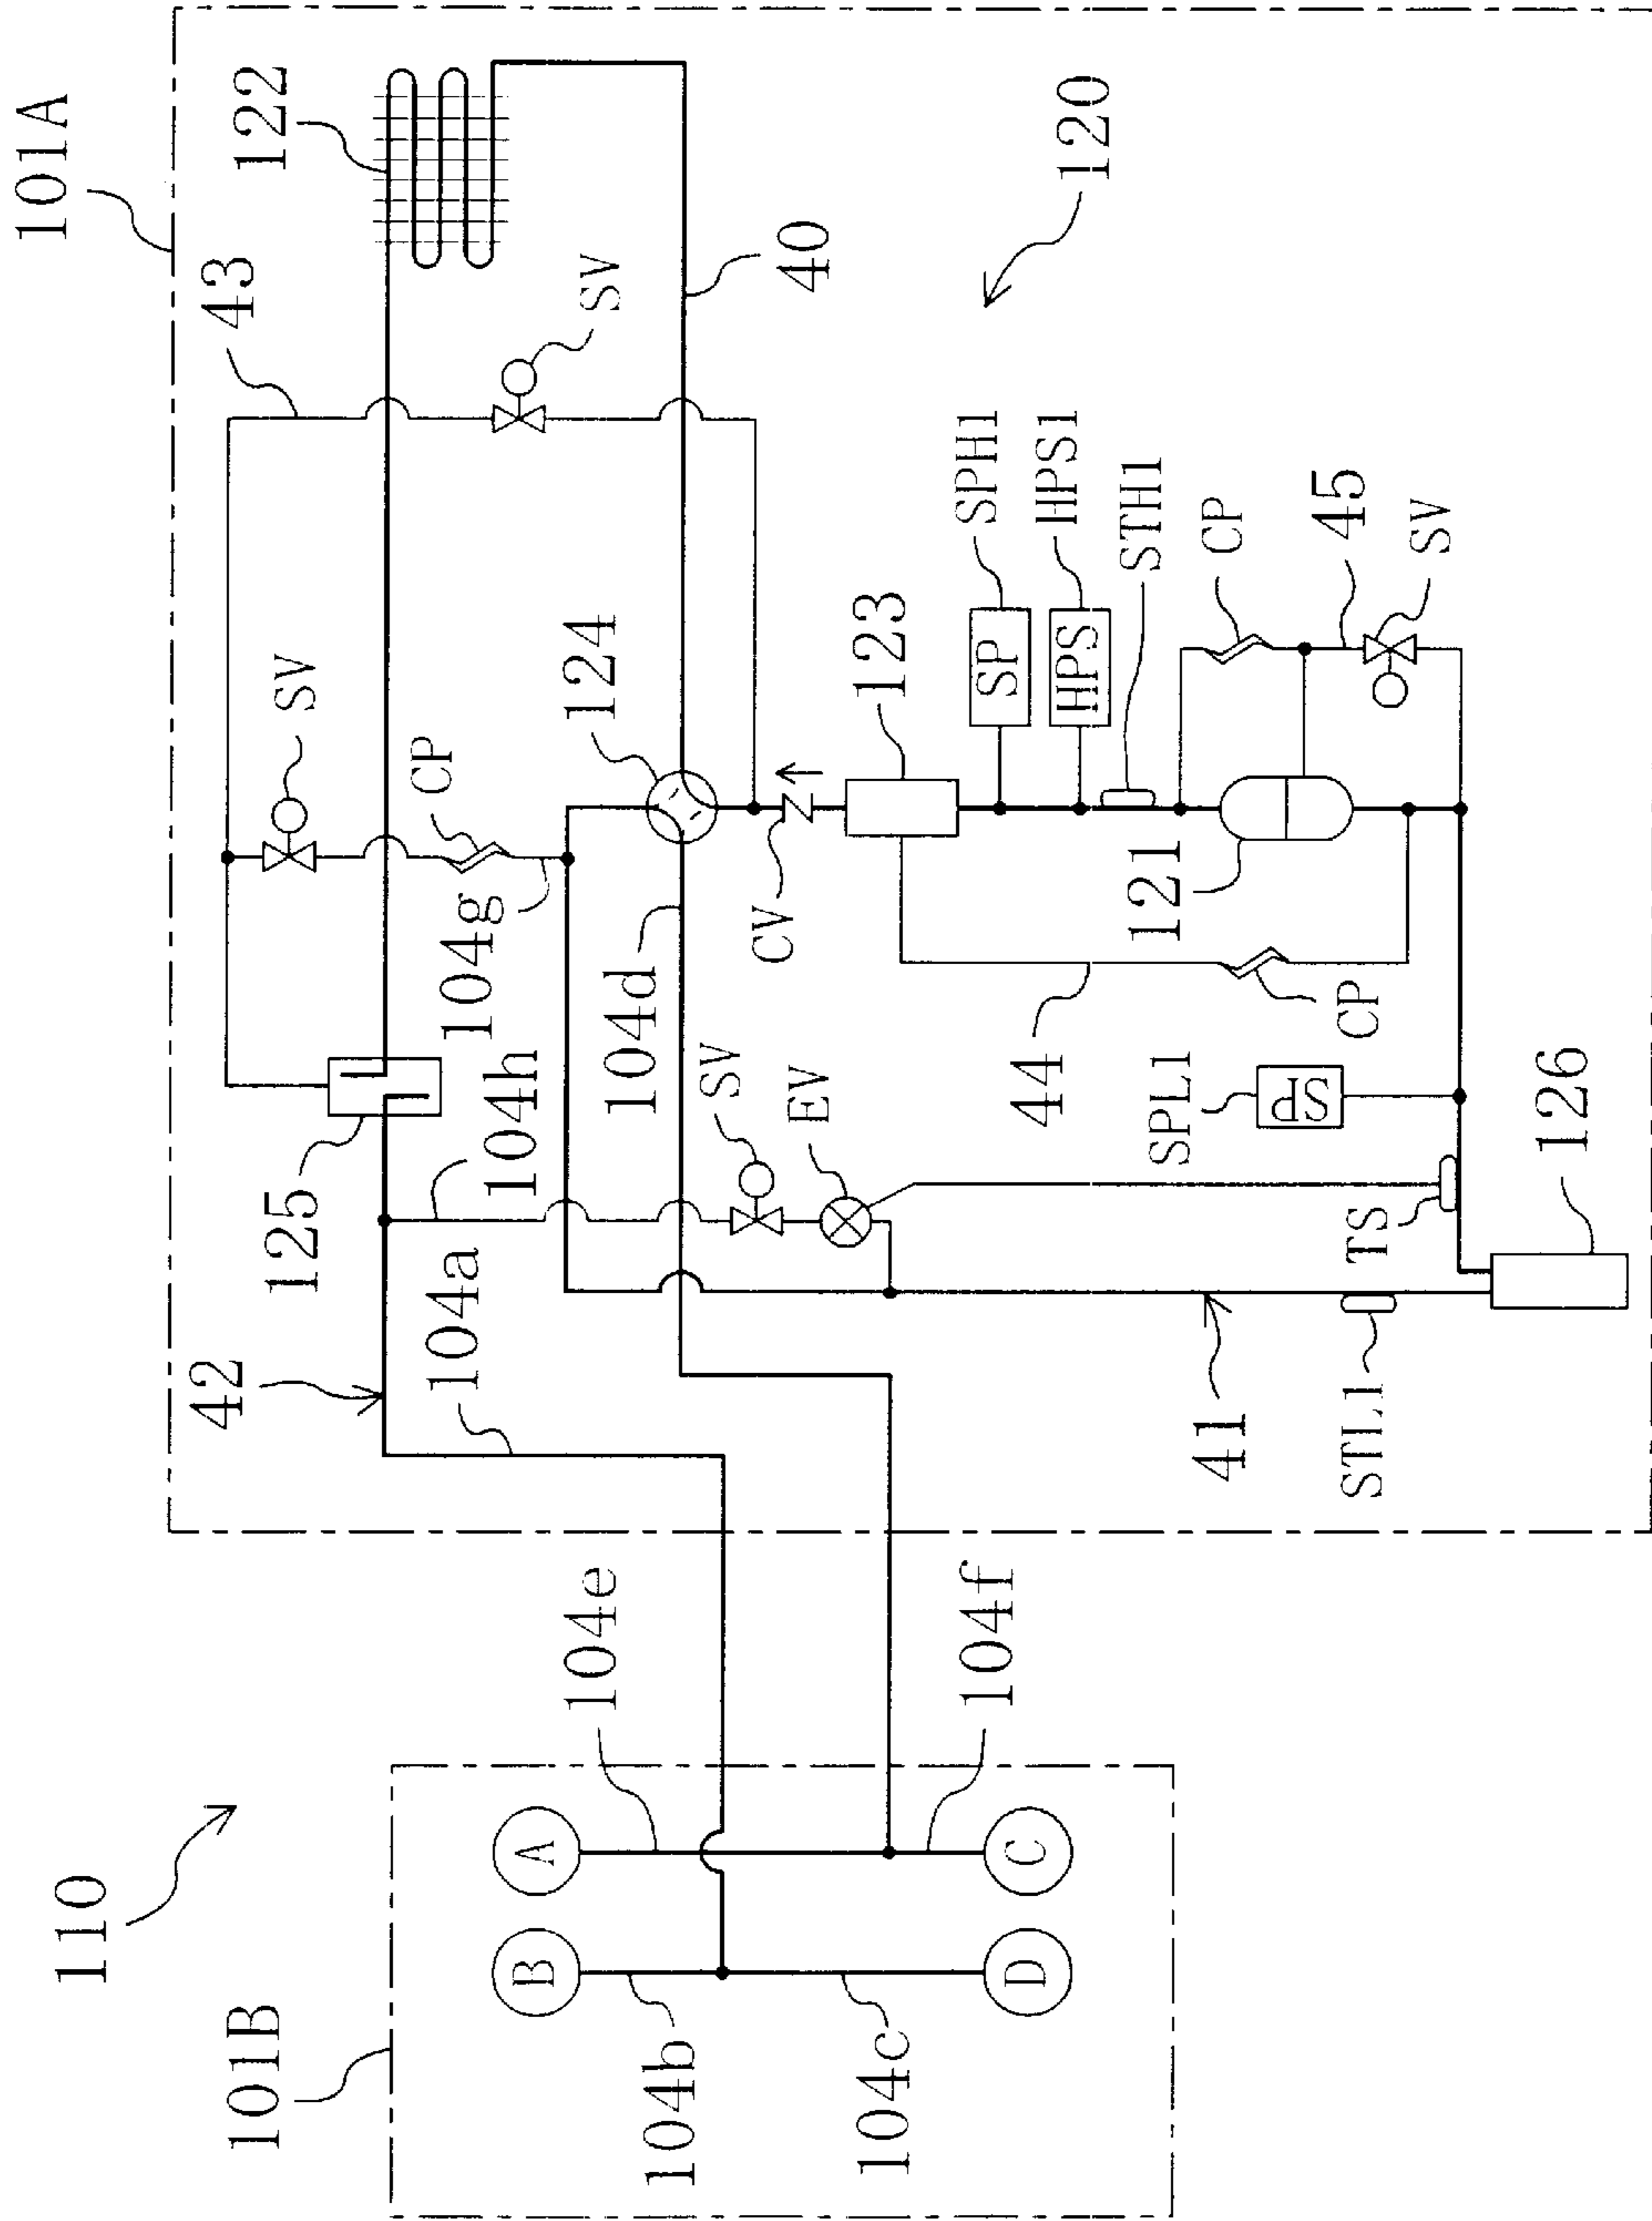 110
101B
101A
B
A
D
C
104b
104c
104e
104f
42
104a
125
104h
104g
104d
43
122
SV
CP
124
SV
40
120
SV
EV
CV
123
SP
SPH1
HPS
HPS1
STH1
CP
45
SV
121
44
CP
SPL1
SP
41
STL1
TS
126